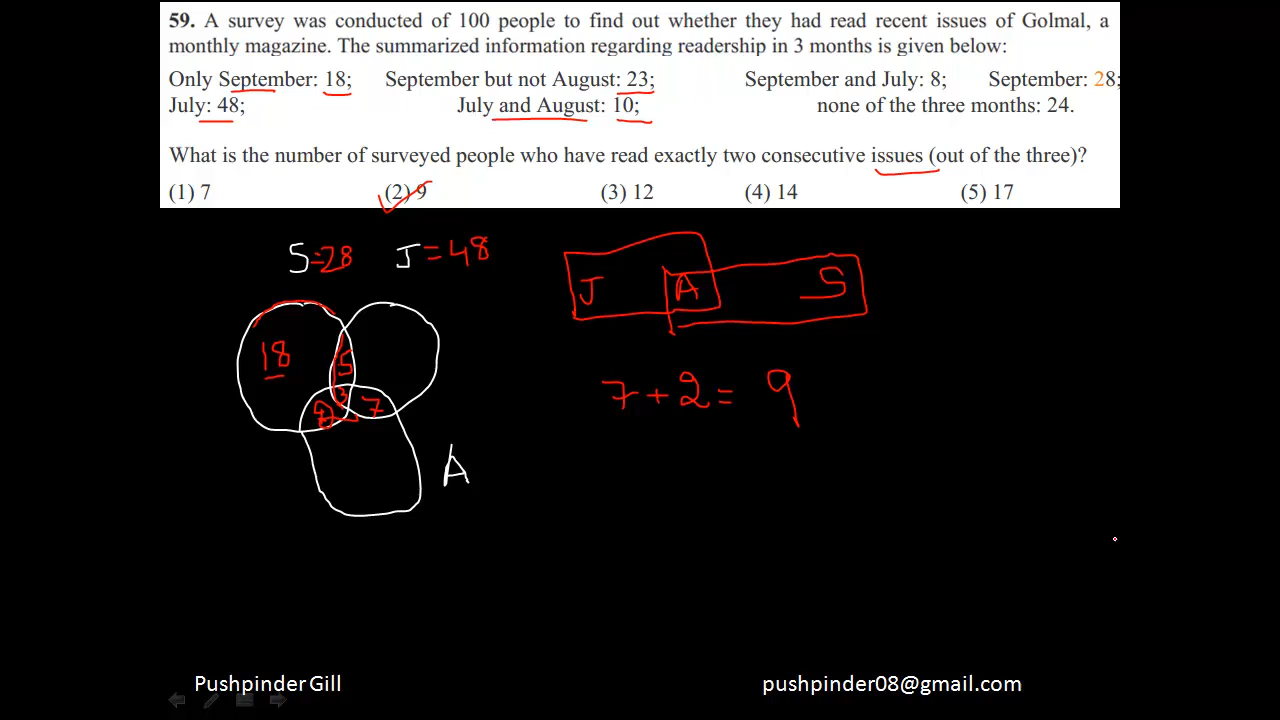 59. A survey was conducted of 100 people to find out whether they had read recent issues of Golmal, a
monthly magazine. The summarized information regarding readership in 3 months is given below:
Only September: 18; September but not August: 23; September and July: 8; September: 28;
July: 48; July and August: 10; none of the three months: 24.
What is the number of surveyed people who have read exactly two consecutive issues (out of the three)?
(1) 7 (2) 9 (3) 12 (4) 14 (5) 17
S=28 J=48
J A S
18 5
3
2 7
7+2= 9
A
Pushpinder Gill pushpinder08@gmail.com